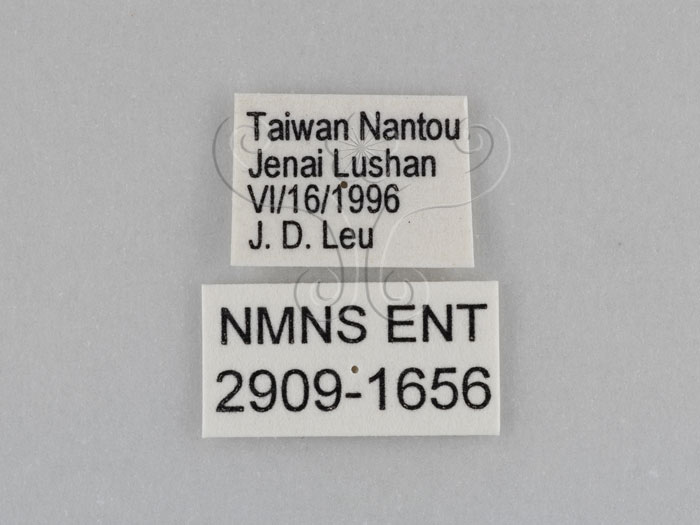 Taiwan Nantou
Jenai Lushan
VI/16/1996
J. D. Leu
NMNS ENT
2909-1656